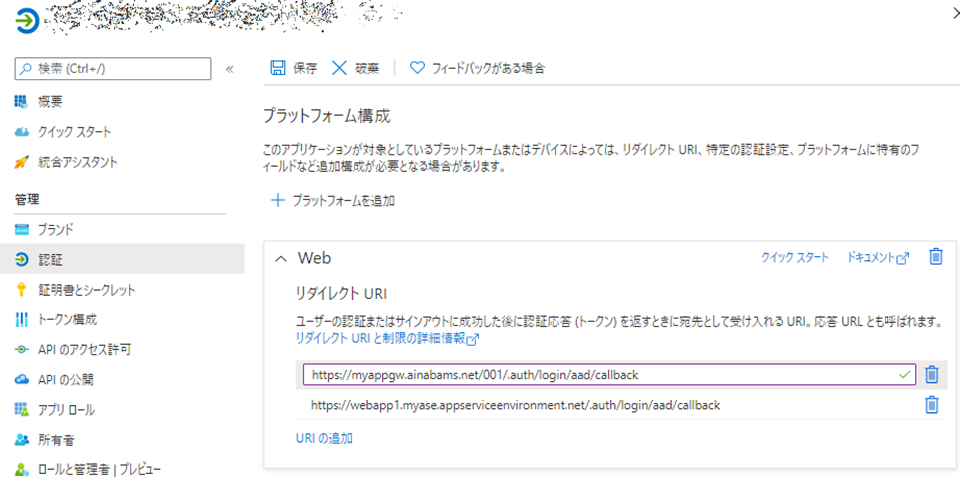 検索 (Ctrl+/)
«
概要
クイック スタート
統合アシスタント
管理
ブランド
認証
証明書とシークレット
トークン構成
API のアクセス許可
API の公開
アプリ ロール
所有者
ロールと管理者 | プレビュー
保存
破棄
フィードバックがある場合
プラットフォーム構成
このアプリケーションが対象としているプラットフォームまたはデバイスによっては、リダイレクト URI、特定の認証設定、プラットフォームに特有のフ
ィールドなど追加構成が必要となる場合があります。
プラットフォームを追加
Web
クイック スタート
ドキュメント
リダイレクト URI
ユーザーの認証またはサインアウトに成功した後に認証応答 (トークン) を返すときに宛先として受け入れる URI。応答 URL とも呼ばれます。
リダイレクト URI と制限の詳細情報
https://myappgw.ainabams.net/001/.auth/login/aad/callback
https://webapp1.myase.appserviceenvironment.net/.auth/login/aad/callback
URI の追加